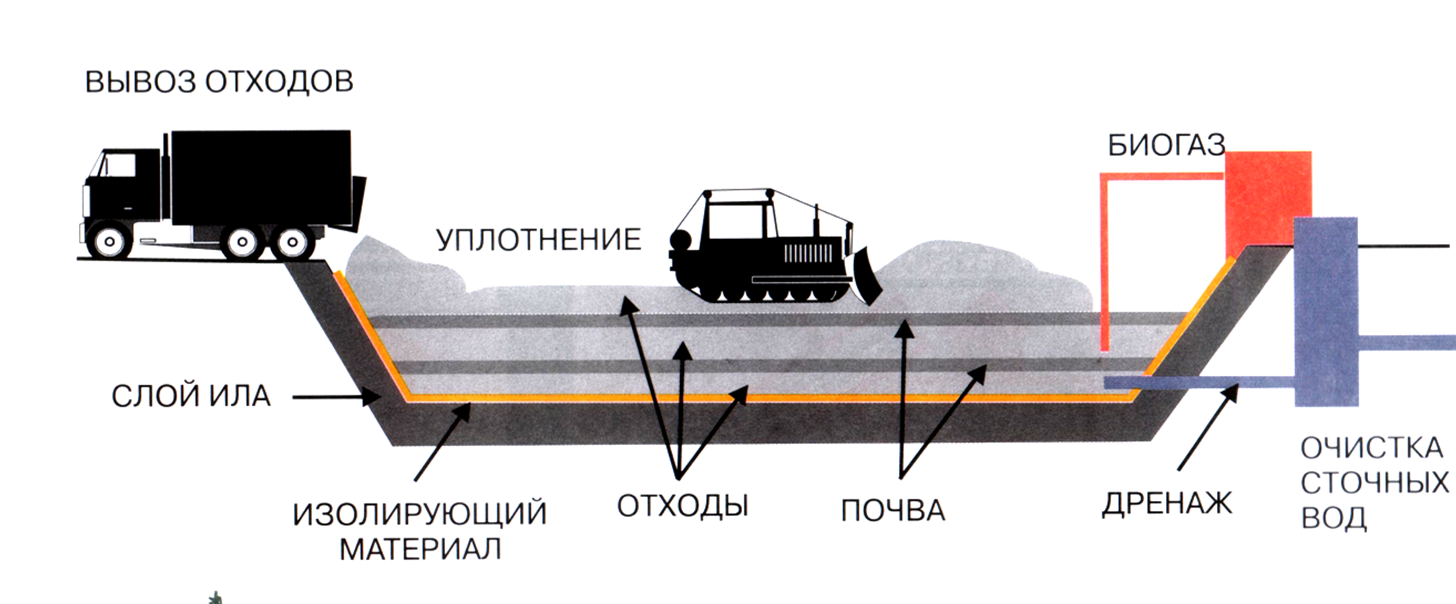 ВЫВОЗ ОТХОДОВ
БИОГАЗ
УПЛОТНЕНИЕ
СЛОЙ ИЛА
ИЗОЛИРУЮЩИЙ
МАТЕРИАЛ
ОТХОДЫ
ПОЧВА
ДРЕНАЖ
ОЧИСТКА
СТОЧНЫХ
ВОД